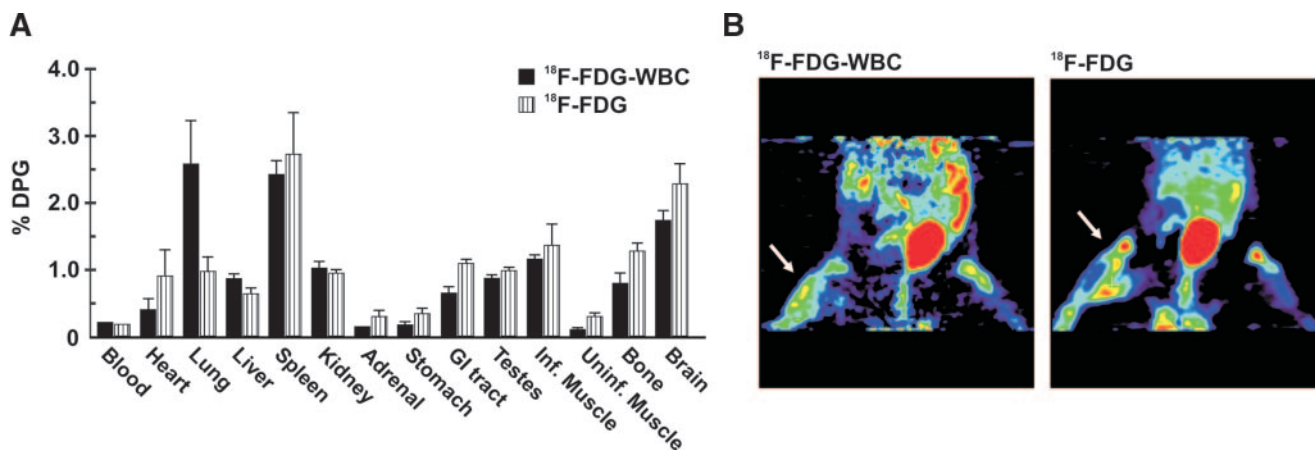 A
% DPG
4.0
3.0
2.0
1.0
0
¹⁸F-FDG-WBC
¹⁸F-FDG
Blood
Heart
Lung
Liver
Spleen
Kidney
Adrenal
Stomach
GI tract
Testes
Inf. Muscle
Uninf. Muscle
Bone
Brain
B
¹⁸F-FDG-WBC
¹⁸F-FDG